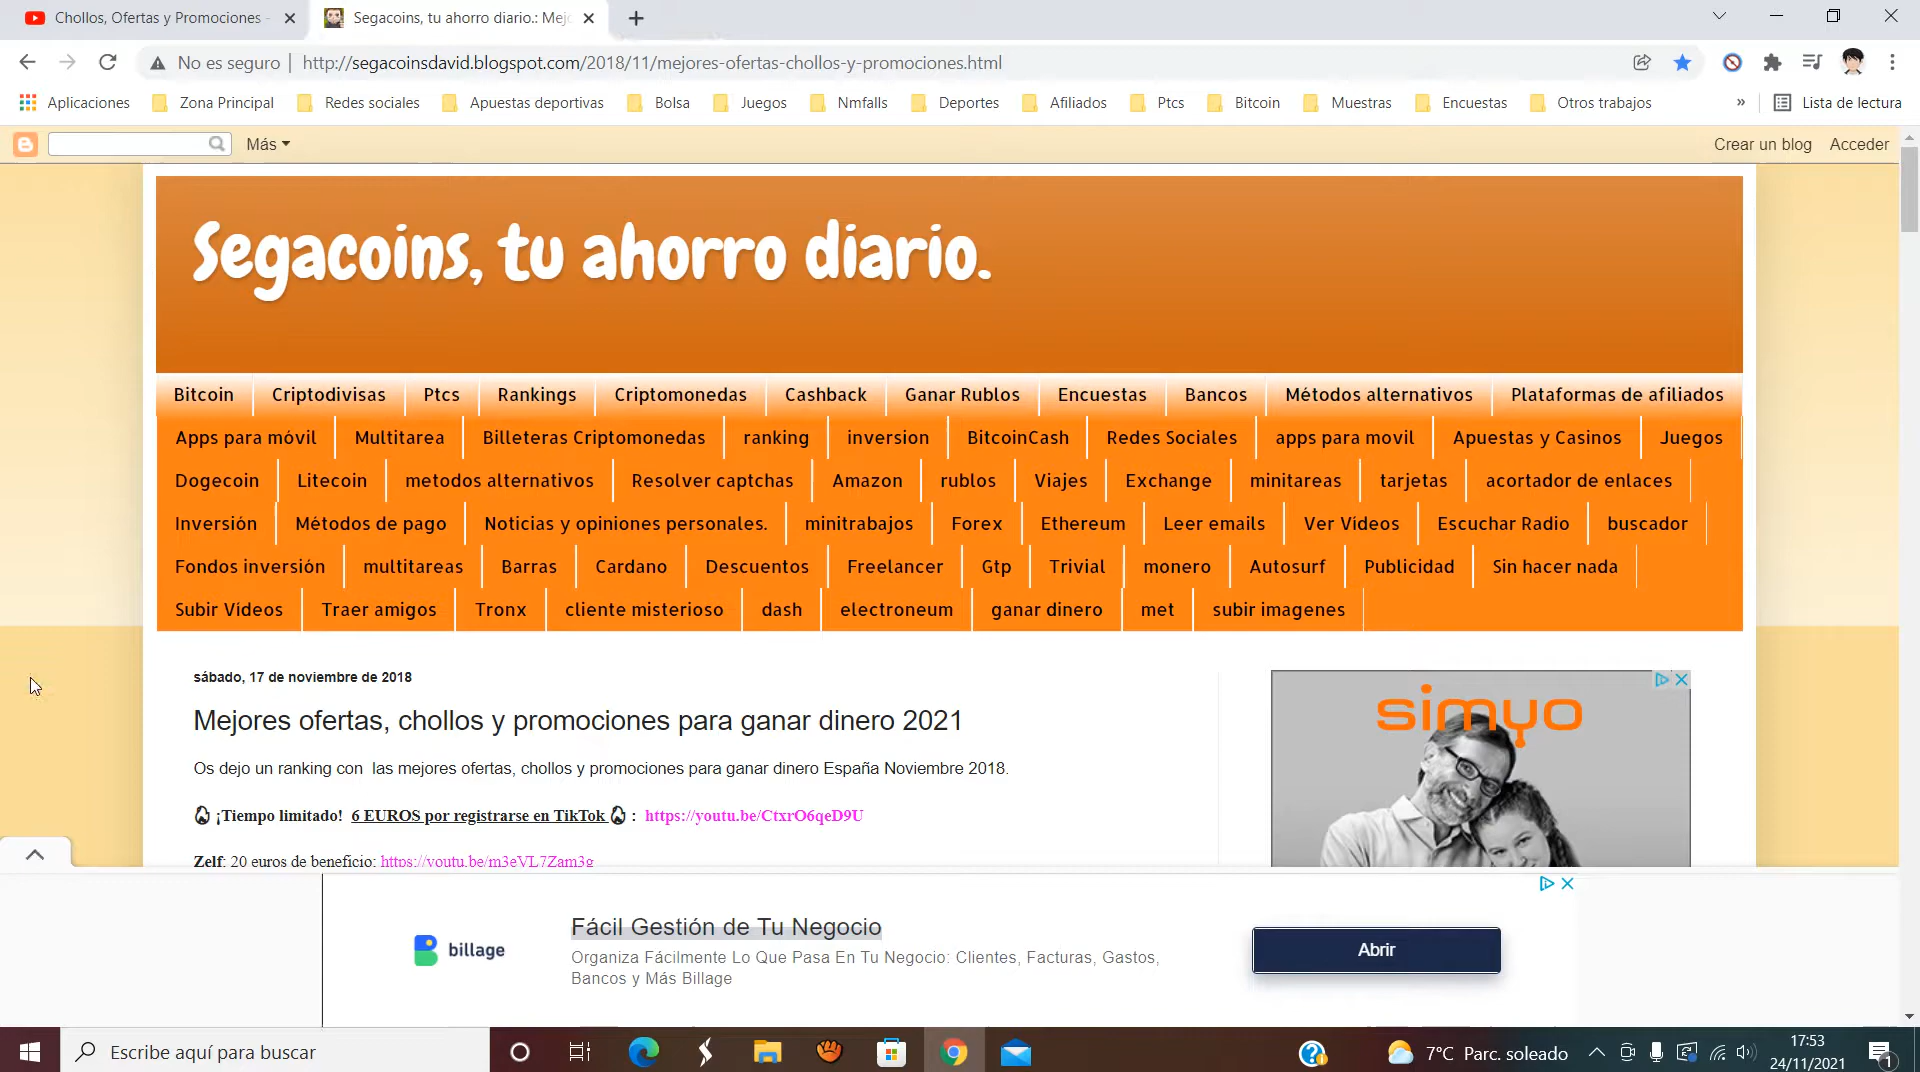 Chollos, Ofertas y Promociones -
Segacoins, tu ahorro diario.: Mejo
No es seguro | http://segacoinsdavid.blogspot.com/2018/11/mejores-ofertas-chollos-y-promociones.html
Aplicaciones Zona Principal Redes sociales Apuestas deportivas Bolsa Juegos Nmfalls Deportes Afiliados Ptcs Bitcoin Muestras Encuestas Otros trabajos » Lista de lectura
Más Crear un blog Acceder
Segacoins, tu ahorro diario.
Bitcoin Criptodivisas Ptcs Rankings Criptomonedas Cashback Ganar Rublos Encuestas Bancos Métodos alternativos Plataformas de afiliados
Apps para móvil Multitarea Billeteras Criptomonedas ranking inversion BitcoinCash Redes Sociales apps para movil Apuestas y Casinos Juegos
Dogecoin Litecoin metodos alternativos Resolver captchas Amazon rublos Viajes Exchange minitareas tarjetas acortador de enlaces
Inversión Métodos de pago Noticias y opiniones personales. minitrabajos Forex Ethereum Leer emails Ver Vídeos Escuchar Radio buscador
Fondos inversión multitareas Barras Cardano Descuentos Freelancer Gtp Trivial monero Autosurf Publicidad Sin hacer nada
Subir Vídeos Traer amigos Tronx cliente misterioso dash electroneum ganar dinero met subir imagenes
sábado, 17 de noviembre de 2018
Mejores ofertas, chollos y promociones para ganar dinero 2021
Os dejo un ranking con las mejores ofertas, chollos y promociones para ganar dinero España Noviembre 2018.
¡Tiempo limitado! 6 EUROS por registrarse en TikTok : https://youtu.be/CtxrO6qeD9U
Zelf: 20 euros de beneficio: https://youtu.be/m3eVL7Zam3g
simyo
billage
Fácil Gestión de Tu Negocio
Organiza Fácilmente Lo Que Pasa En Tu Negocio: Clientes, Facturas, Gastos,
Bancos y Más Billage
Abrir
Escribe aquí para buscar
7°C Parc. soleado
17:53
24/11/2021
1